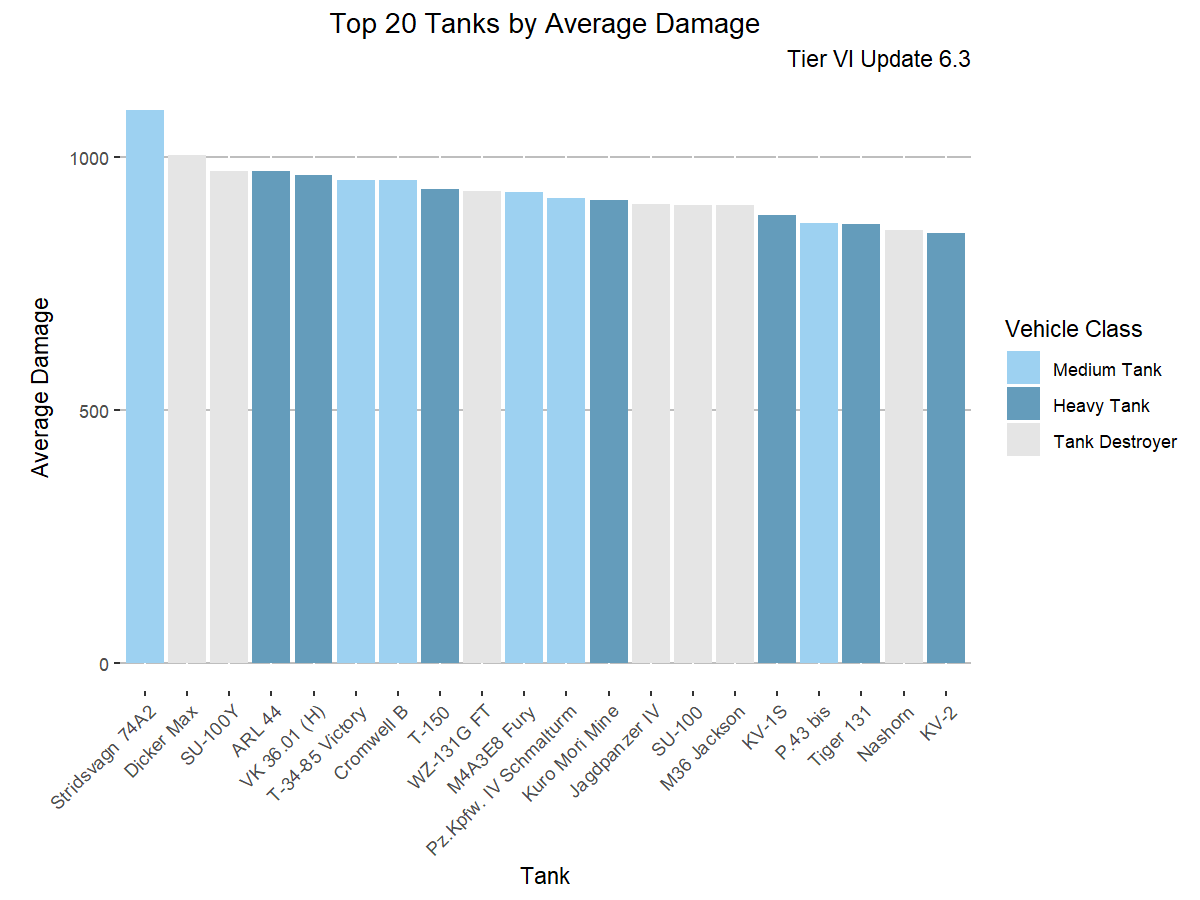 Top 20 Tanks by Average Damage
Tier VI Update 6.3
Average Damage
1000
500
0
Stridsvagn 74A2
Dicker Max
SU-100Y
ARL 44
VK 36.01 (H)
T-34-85 Victory
Cromwell B
T-150
WZ-131G FT
M4A3E8 Fury
Pz.Kpfw. IV Schmalturm
Kuro Mori Mine
Jagdpanzer IV
SU-100
M36 Jackson
KV-1S
P.43 bis
Tiger 131
Nashorn
KV-2
Tank
Vehicle Class
Medium Tank
Heavy Tank
Tank Destroyer